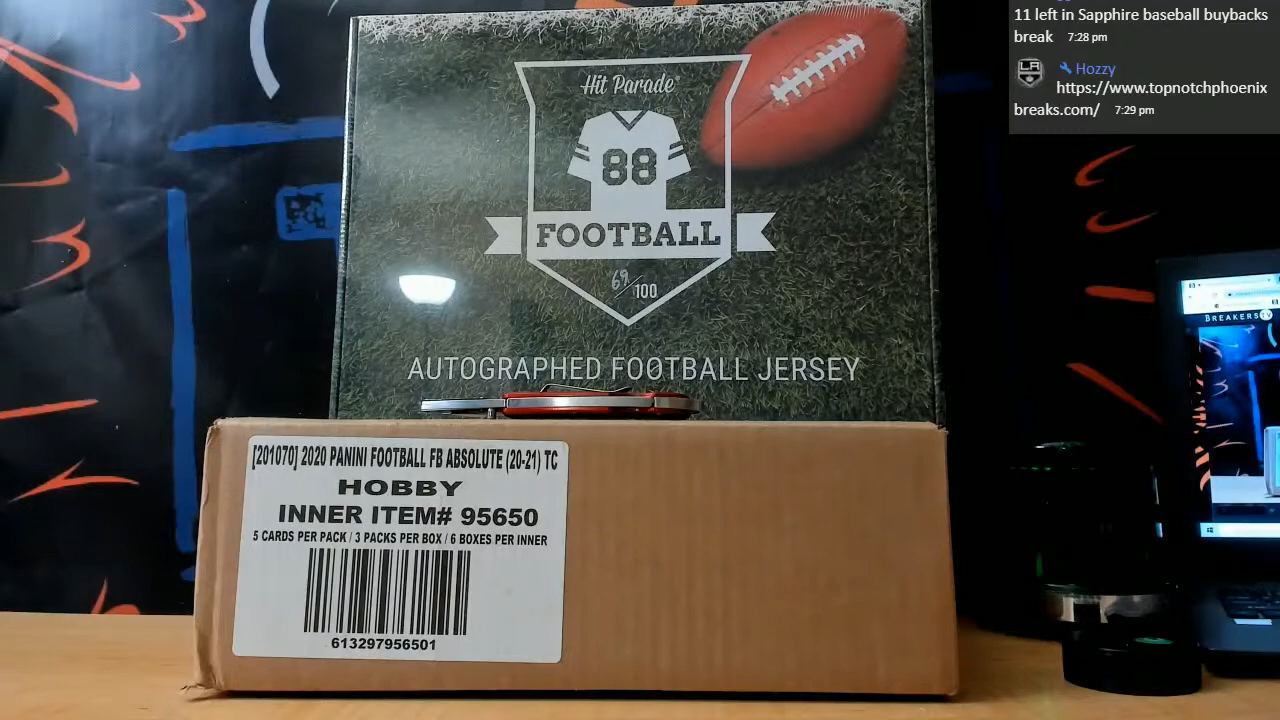 11 left in Sapphire baseball buybacks
break 7:28 pm
Hozzy
https://www.topnotchphoenix
breaks.com/ 7:29 pm
Hit Parade
88
FOOTBALL
69/100
AUTOGRAPHED FOOTBALL JERSEY
[201070] 2020 PANINI FOOTBALL FB ABSOLUTE (20-21) TC
HOBBY
INNER ITEM# 95650
5 CARDS PER PACK / 3 PACKS PER BOX / 6 BOXES PER INNER
613297956501
BREAKERS TV